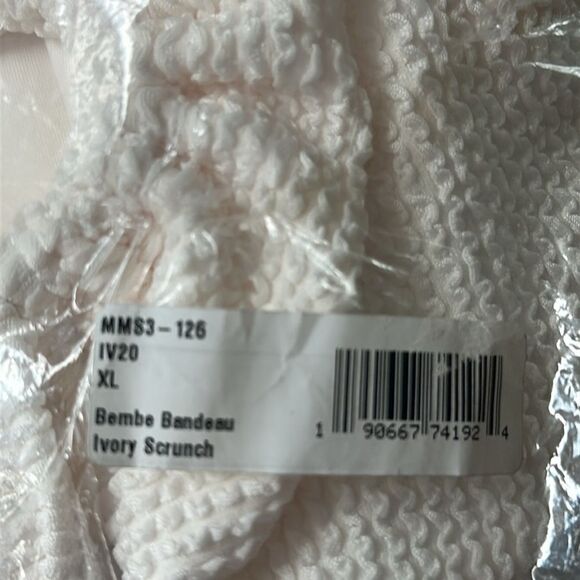 MMS3-126
IV20
XL
Bembe Bandeau
Ivory Scrunch
1 90667 74192 4